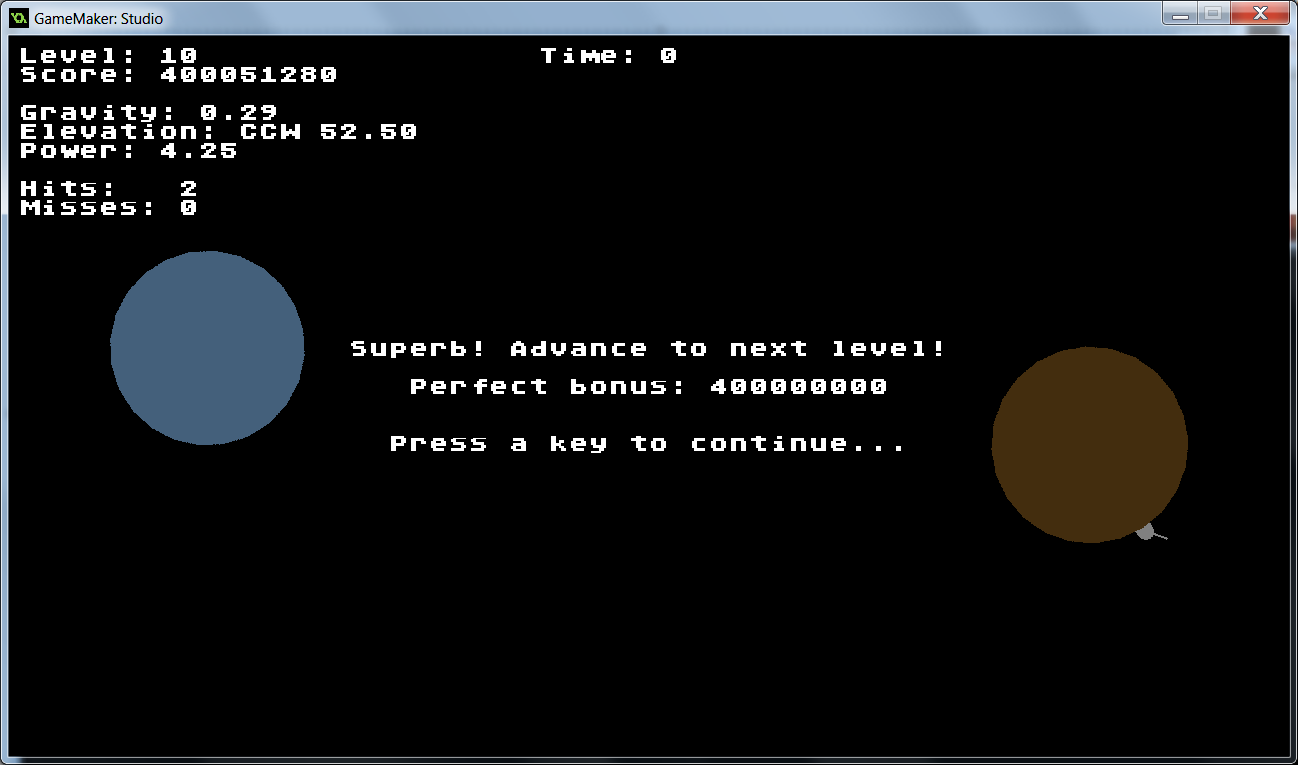 GameMaker: Studio
Level: 10 Time: 0
Score: 400051280
Gravity: 0.29
Elevation: CCW 52.50
Power: 4.25
Hits: 2
Misses: 0
Superb! Advance to next level!
Perfect bonus: 400000000
Press a key to continue...